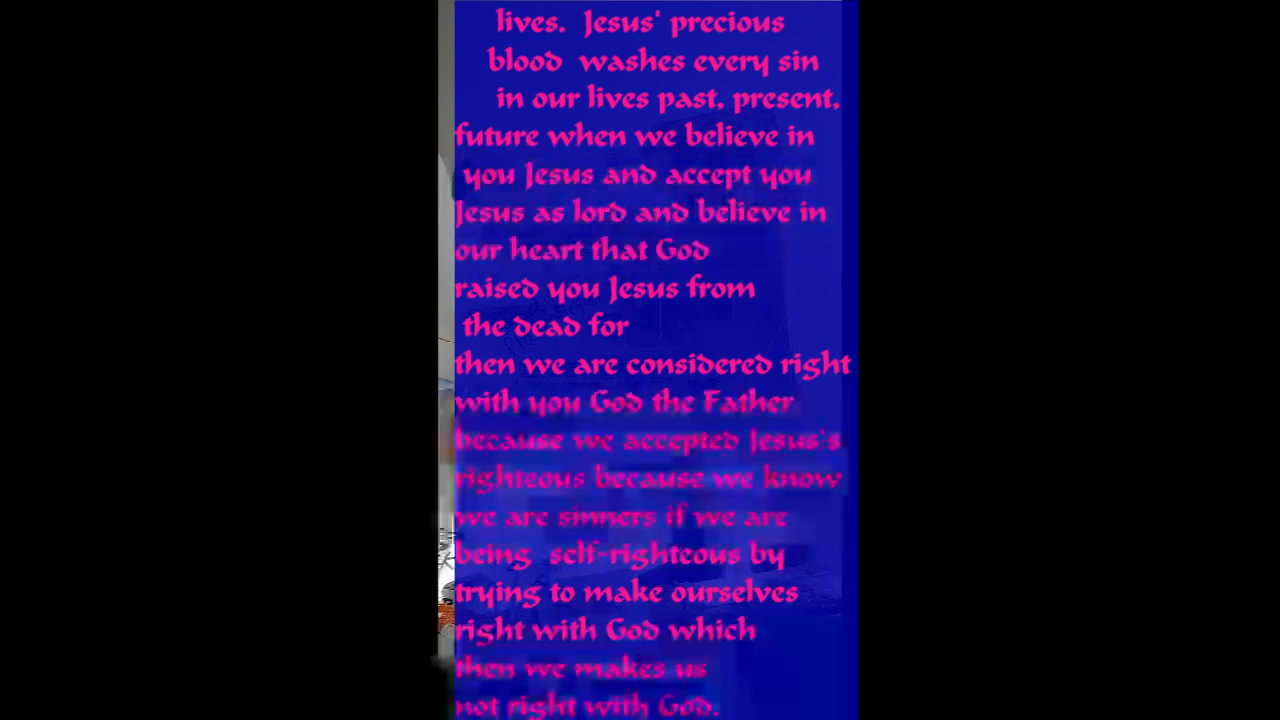 lives. Jesus' precious
blood washes every sin
in our lives past, present,
future when we believe in
you Jesus and accept you
Jesus as lord and believe in
our heart that God
raised you Jesus from
the dead for
then we are considered right
with you God the Father
because we accepted Jesus's
righteous because we know
we are sinners if we are
being self-righteous by
trying to make ourselves
right with God which
then we makes us
not right with God.